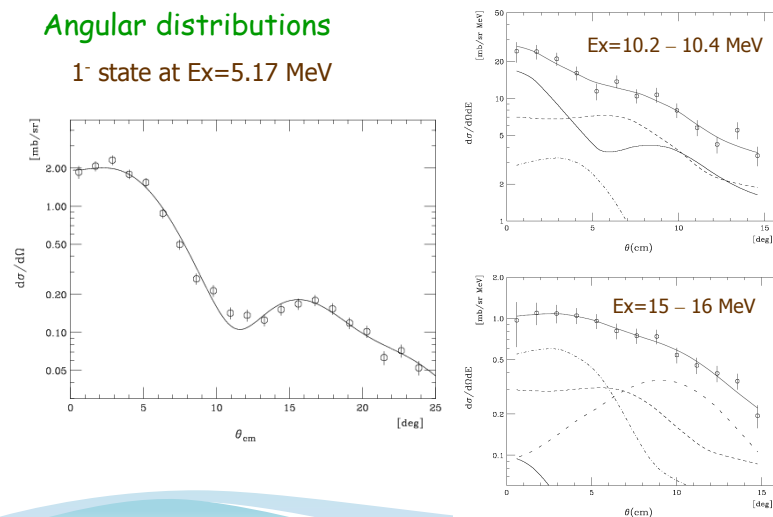 Angular distributions
1- state at Ex=5.17 MeV
[mb/sr]
2.00
1.00
0.50
0.20
0.10
0.05
dσ/dΩ
0 5 10 15 20 25
[deg]
θcm
[mb/sr MeV]
50
20
10
5
2
1
dσ/dΩdE
Ex=10.2 – 10.4 MeV
0 5 10 15
[deg]
θ(cm)
[mb/sr MeV]
2.0
1.0
0.5
0.2
0.1
dσ/dΩdE
Ex=15 – 16 MeV
0 5 10 15
[deg]
θ(cm)